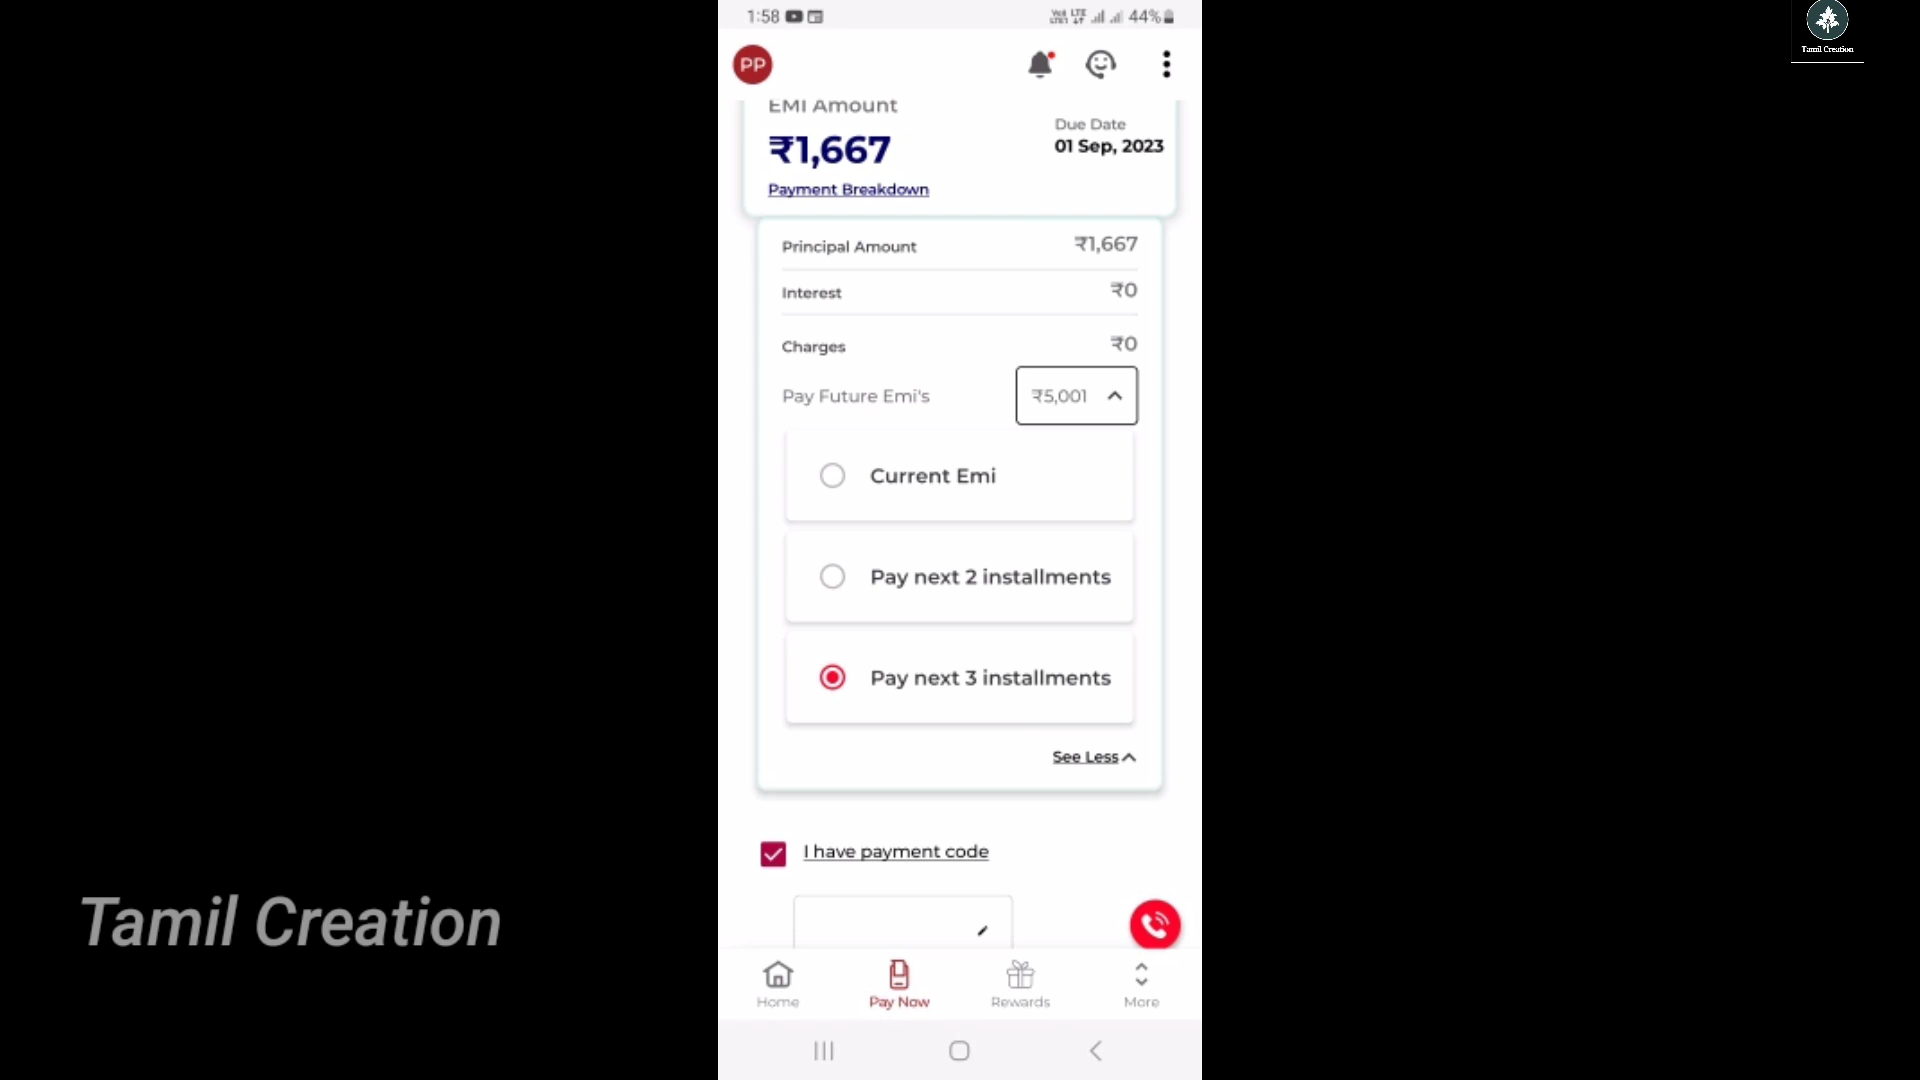 1:58
44%
Tamil Creation
PP
EMI Amount
₹1,667
Due Date
01 Sep, 2023
Payment Breakdown
Principal Amount ₹1,667
Interest ₹0
Charges ₹0
Pay Future Emi's ₹5,001
Current Emi
Pay next 2 installments
Pay next 3 installments
See Less
I have payment code
Tamil Creation
Home
Pay Now
Rewards
More